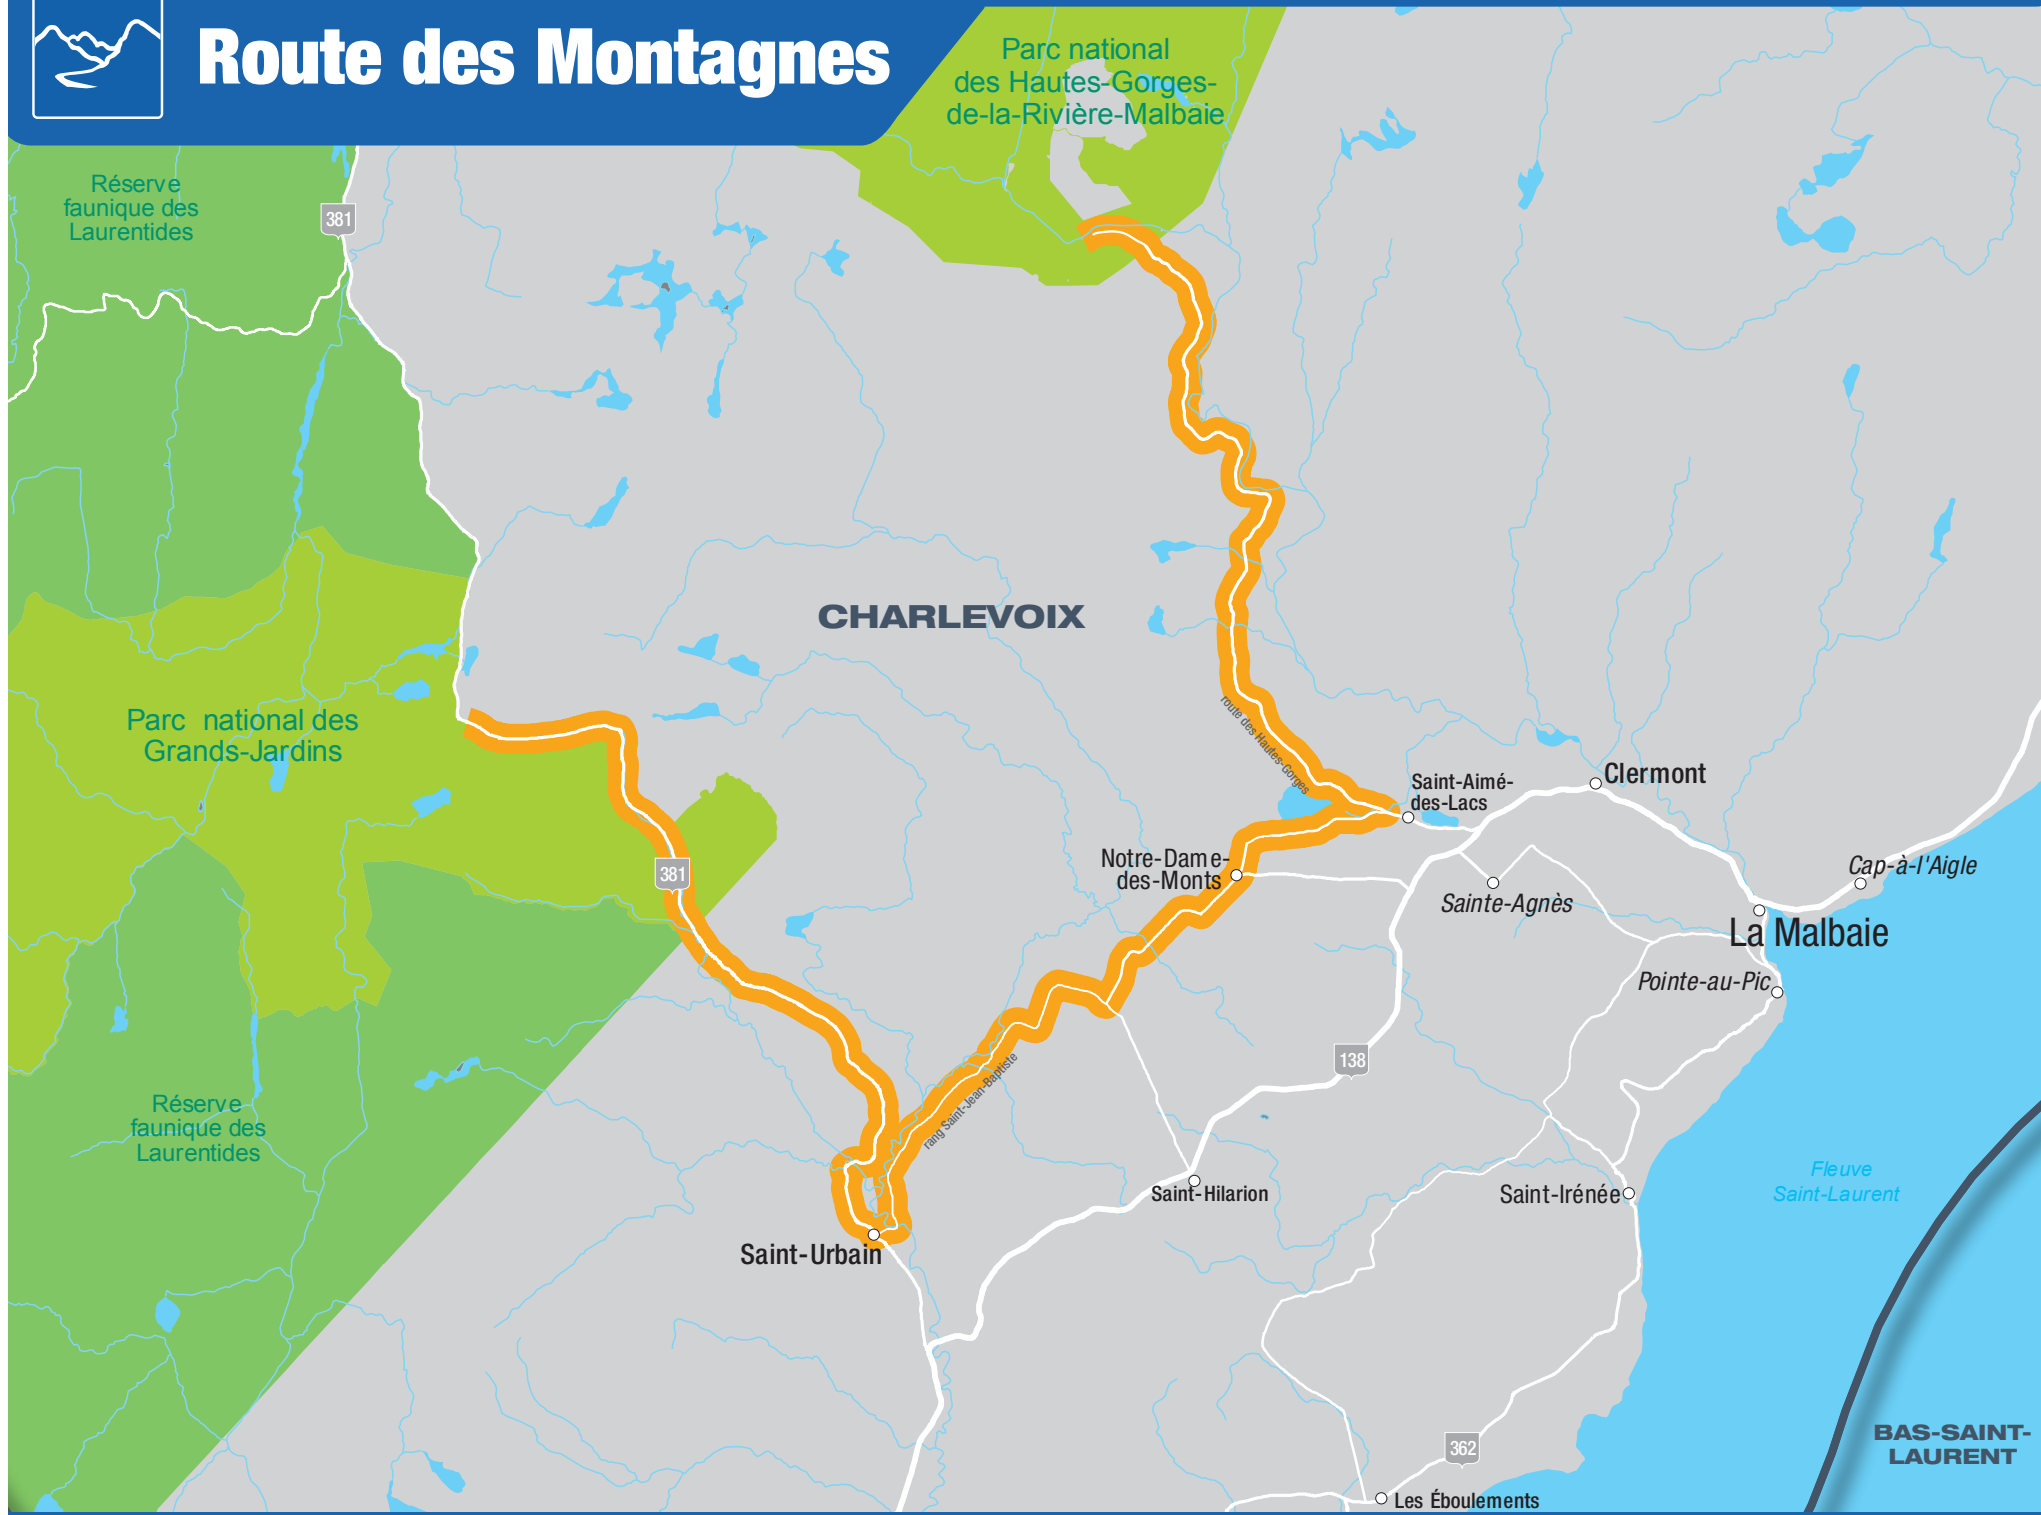 Route des Montagnes
Parc national
des Hautes-Gorges-
de-la-Rivière-Malbaie
Réserve
faunique des
Laurentides
381
CHARLEVOIX
Parc national des
Grands-Jardins
route des Hautes-Gorges
Saint-Aimé-
des-Lacs
Clermont
Notre-Dame-
des-Monts
381
Cap-à-l'Aigle
Sainte-Agnès
La Malbaie
Pointe-au-Pic
138
rang Saint-Jean-Baptiste
Réserve
faunique des
Laurentides
Saint-Hilarion
Saint-Irénée
Fleuve
Saint-Laurent
Saint-Urbain
362
BAS-SAINT-
LAURENT
Les Éboulements